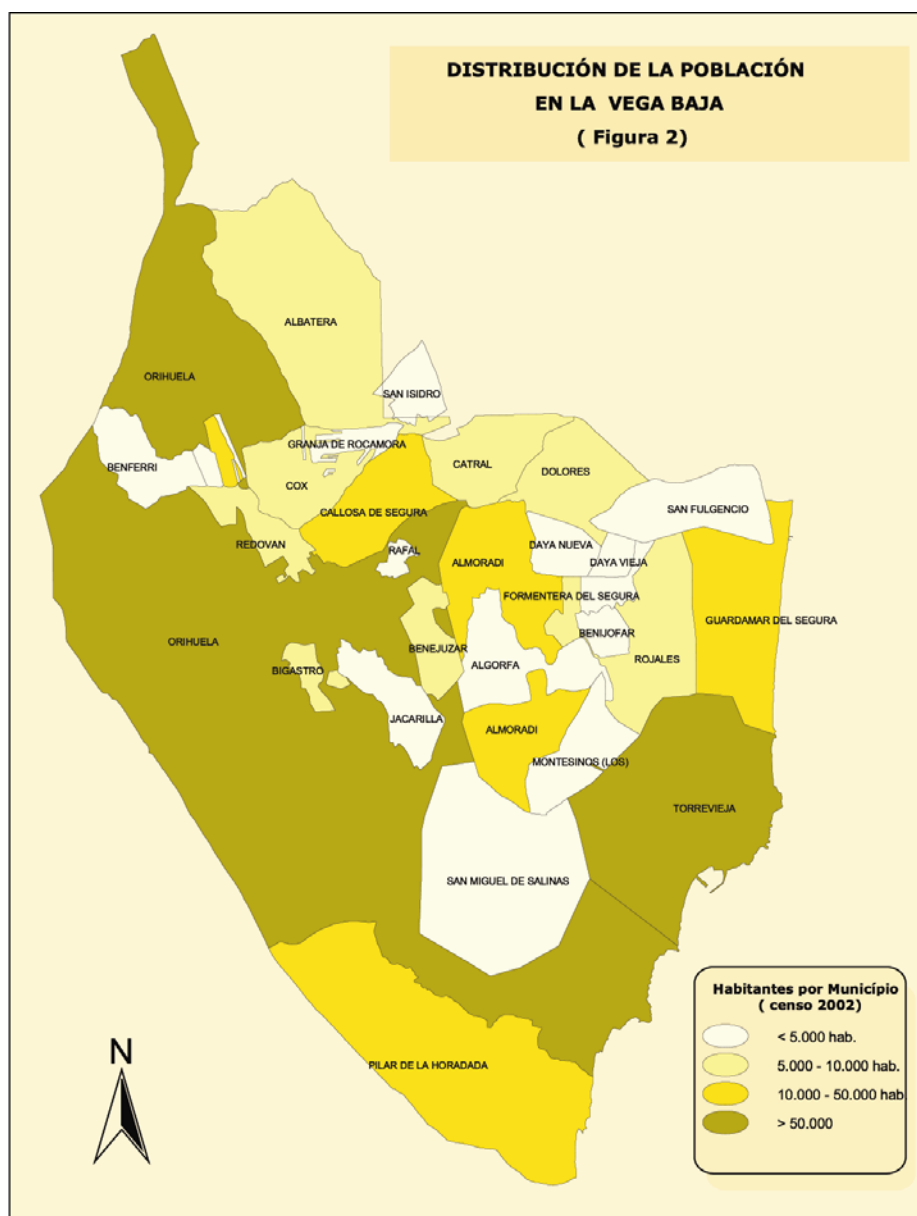 DISTRIBUCIÓN DE LA POBLACIÓN
EN LA VEGA BAJA
( Figura 2)
ALBATERA
ORIHUELA
SAN ISIDRO
GRANJA DE ROCAMORA
BENFERRI
CATRAL
DOLORES
COX
CALLOSA DE SEGURA
SAN FULGENCIO
REDOVAN
RAFAL
DAYA NUEVA
ALMORADI
DAYA VIEJA
FORMENTERA DEL SEGURA
GUARDAMAR DEL SEGURA
BENIJOFAR
ORIHUELA
BENEJUZAR
ROJALES
ALGORFA
BIGASTRO
JACARILLA
ALMORADI
MONTESINOS (LOS)
TORREVIEJA
SAN MIGUEL DE SALINAS
PILAR DE LA HORADADA
N
Habitantes por Município
( censo 2002)
< 5.000 hab.
5.000 - 10.000 hab.
10.000 - 50.000 hab
> 50.000